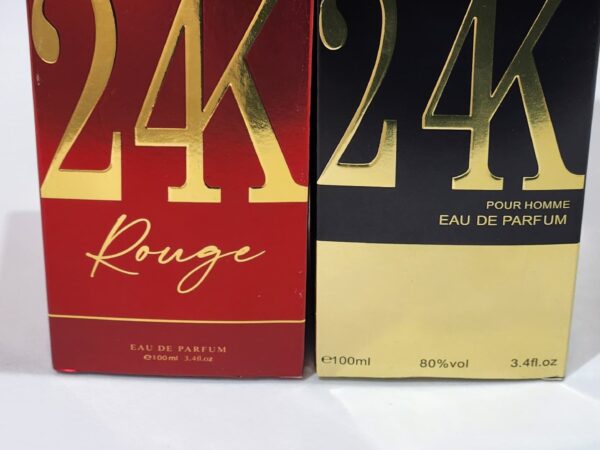 24K
Rouge
EAU DE PARFUM
℮100ml 3.4fl.oz
24K
POUR HOMME
EAU DE PARFUM
℮100ml 80%vol 3.4fl.oz